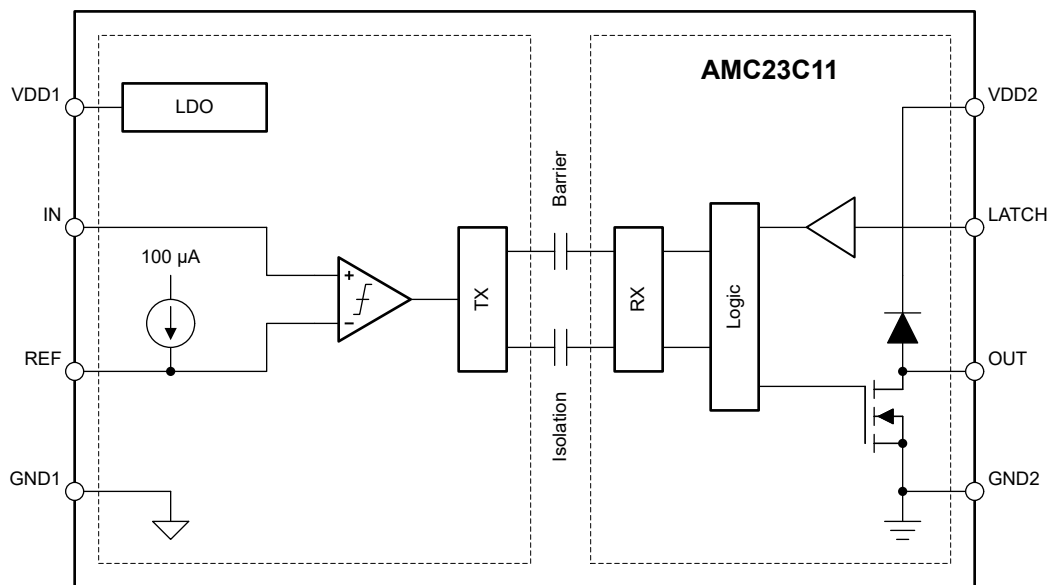 AMC23C11
VDD1
LDO
VDD2
IN
Barrier
LATCH
100 µA
+
−
TX
RX
Logic
REF
OUT
Isolation
GND1
GND2